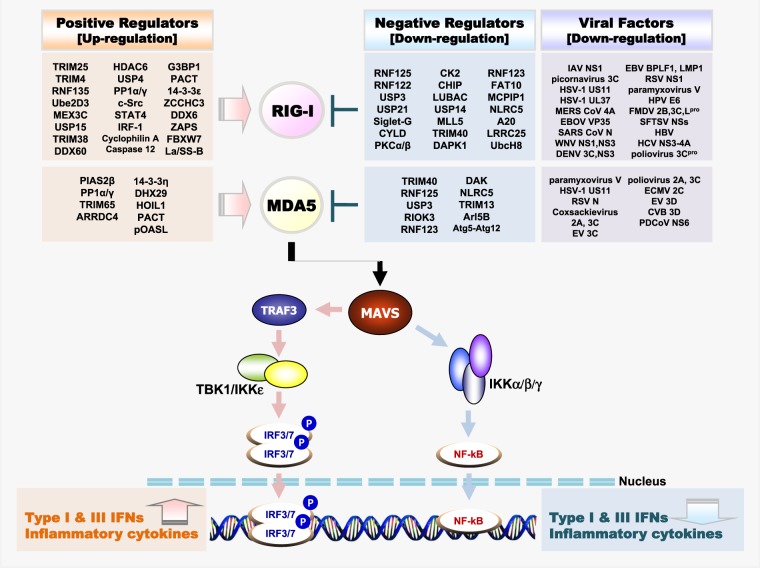 Positive Regulators
[Up-regulation]
Negative Regulators
[Down-regulation]
Viral Factors
[Down-regulation]
TRIM25 HDAC6 G3BP1
TRIM4 USP4 PACT
RNF135 PP1α/γ 14-3-3ε
Ube2D3 c-Src ZCCHC3
MEX3C STAT4 DDX6
USP15 IRF-1 ZAPS
TRIM38 Cyclophilin A FBXW7
DDX60 Caspase 12 La/SS-B
RIG-I
RNF125 CK2 RNF123
RNF122 CHIP FAT10
USP3 LUBAC MCPIP1
USP21 USP14 NLRC5
Siglet-G MLL5 A20
CYLD TRIM40 LRRC25
PKCα/β DAPK1 UbcH8
IAV NS1 EBV BPLF1, LMP1
picornavirus 3C RSV NS1
HSV-1 US11 paramyxovirus V
HSV-1 UL37 HPV E6
MERS CoV 4A FMDV 2B,3C,Lpro
EBOV VP35 SFTSV NSs
SARS CoV N HBV
WNV NS1,NS3 HCV NS3-4A
DENV 3C,NS3 poliovirus 3Cpro
PIAS2β 14-3-3η
PP1α/γ DHX29
TRIM65 HOIL1
ARRDC4 PACT
pOASL
MDA5
TRIM40 DAK
RNF125 NLRC5
USP3 TRIM13
RIOK3 Arl5B
RNF123 Atg5-Atg12
paramyxovirus V poliovirus 2A, 3C
HSV-1 US11 ECMV 2C
RSV N EV 3D
Coxsackievirus CVB 3D
2A, 3C PDCoV NS6
EV 3C
TRAF3
MAVS
TBK1/IKKε
IKKα/β/γ
P
IRF3/7
P
IRF3/7
NF-kB
Nucleus
Type I & III IFNs
Inflammatory cytokines
P
IRF3/7
P
IRF3/7
NF-kB
Type I & III IFNs
Inflammatory cytokines